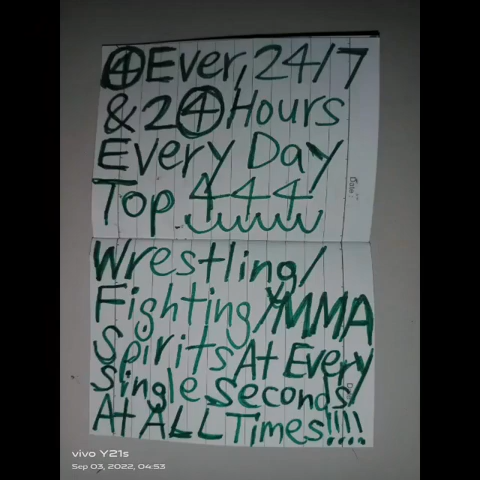 4Ever, 24/7
& 24 Hours
Every Day
Top 444
Date:
Wrestling/
Fighting/MMA
Spirits At Every
Single Seconds/
At ALL Times!!!!
vivo Y21s
Sep 03, 2022, 04:53